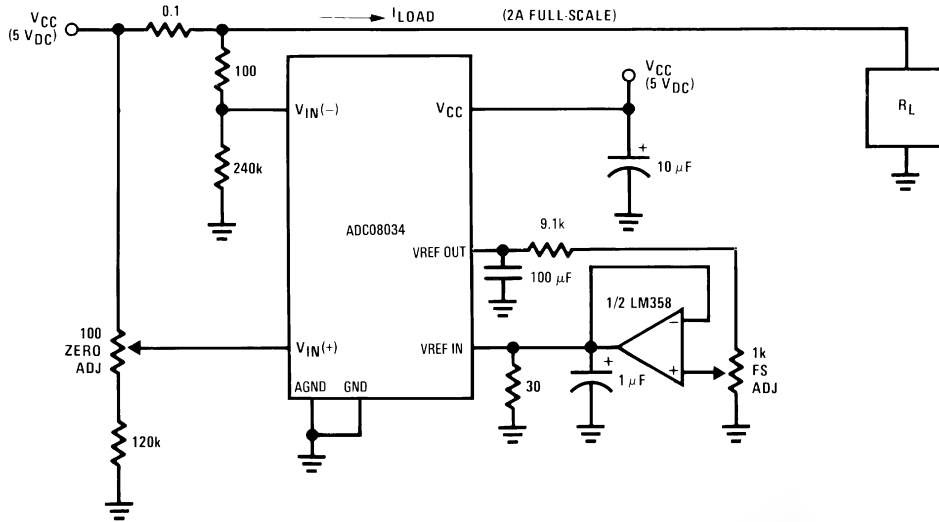 VCC
(5 VDC)
0.1
ILOAD
(2A FULL-SCALE)
100
VIN(−)
240k
VCC
VCC
(5 VDC)
+
10 µF
RL
ADC08034
9.1k
VREF OUT
100 µF
1/2 LM358
−
+
100
ZERO
ADJ
VIN(+)
VREF IN
30
+
1 µF
1k
FS
ADJ
AGND
GND
120k